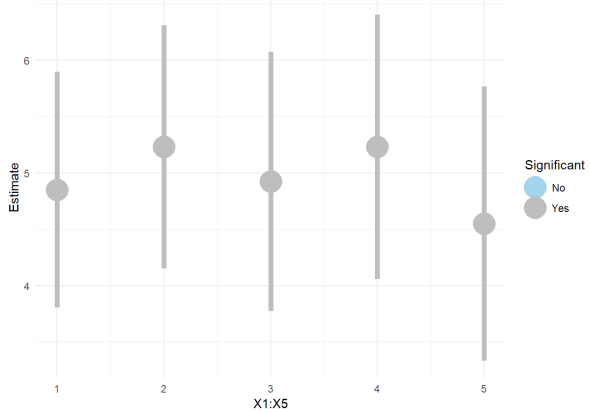 6
5
4
Estimate
1 2 3 4 5
X1:X5
Significant
No
Yes